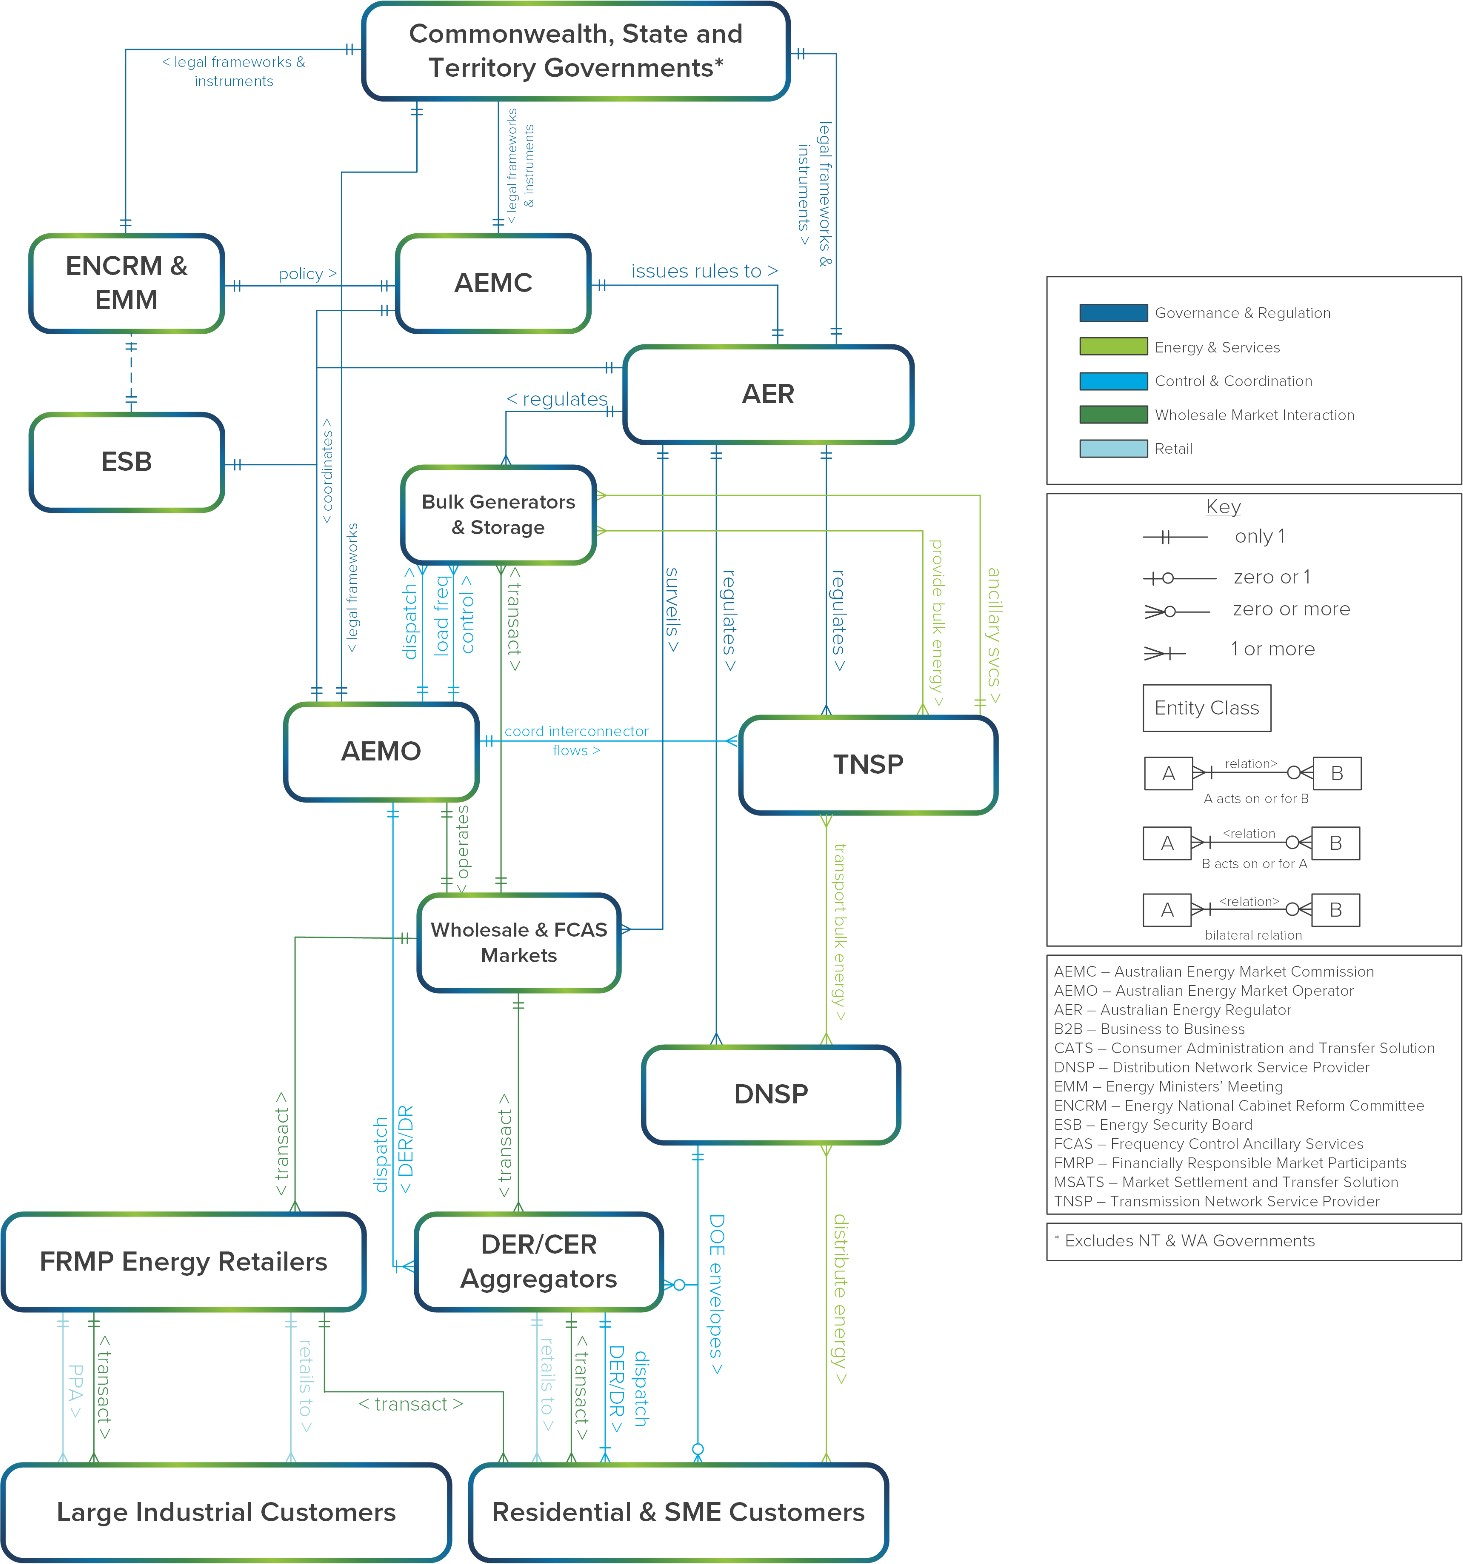 Commonwealth, State and
Territory Governments*
< legal frameworks &
instruments
< legal frameworks
& instruments
legal frameworks &
instruments >
ENCRM &
EMM
policy >
AEMC
issues rules to >
AER
< regulates
ESB
< coordinates >
< legal frameworks
Bulk Generators
& Storage
dispatch >
load freq
control >
< transact >
surveils >
regulates >
regulates >
provide bulk energy >
ancillary svcs >
AEMO
coord interconnector
flows >
TNSP
< operates
Wholesale & FCAS
Markets
transport bulk energy >
DNSP
< transact >
dispatch
< DER/DR
< transact >
FRMP Energy Retailers
DER/CER
Aggregators
DOE envelopes >
distribute energy >
PPA >
< transact >
retails to >
< transact >
retails to >
< transact >
dispatch
DER/DR >
Large Industrial Customers
Residential & SME Customers
Governance & Regulation
Energy & Services
Control & Coordination
Wholesale Market Interaction
Retail
Key
only 1
zero or 1
zero or more
1 or more
Entity Class
A relation> B
A acts on or for B
A <relation B
B acts on or for A
A <relation> B
bilateral relation
AEMC – Australian Energy Market Commission
AEMO – Australian Energy Market Operator
AER – Australian Energy Regulator
B2B – Business to Business
CATS – Consumer Administration and Transfer Solution
DNSP – Distribution Network Service Provider
EMM – Energy Ministers' Meeting
ENCRM – Energy National Cabinet Reform Committee
ESB – Energy Security Board
FCAS – Frequency Control Ancillary Services
FMRP – Financially Responsible Market Participants
MSATS – Market Settlement and Transfer Solution
TNSP – Transmission Network Service Provider
* Excludes NT & WA Governments